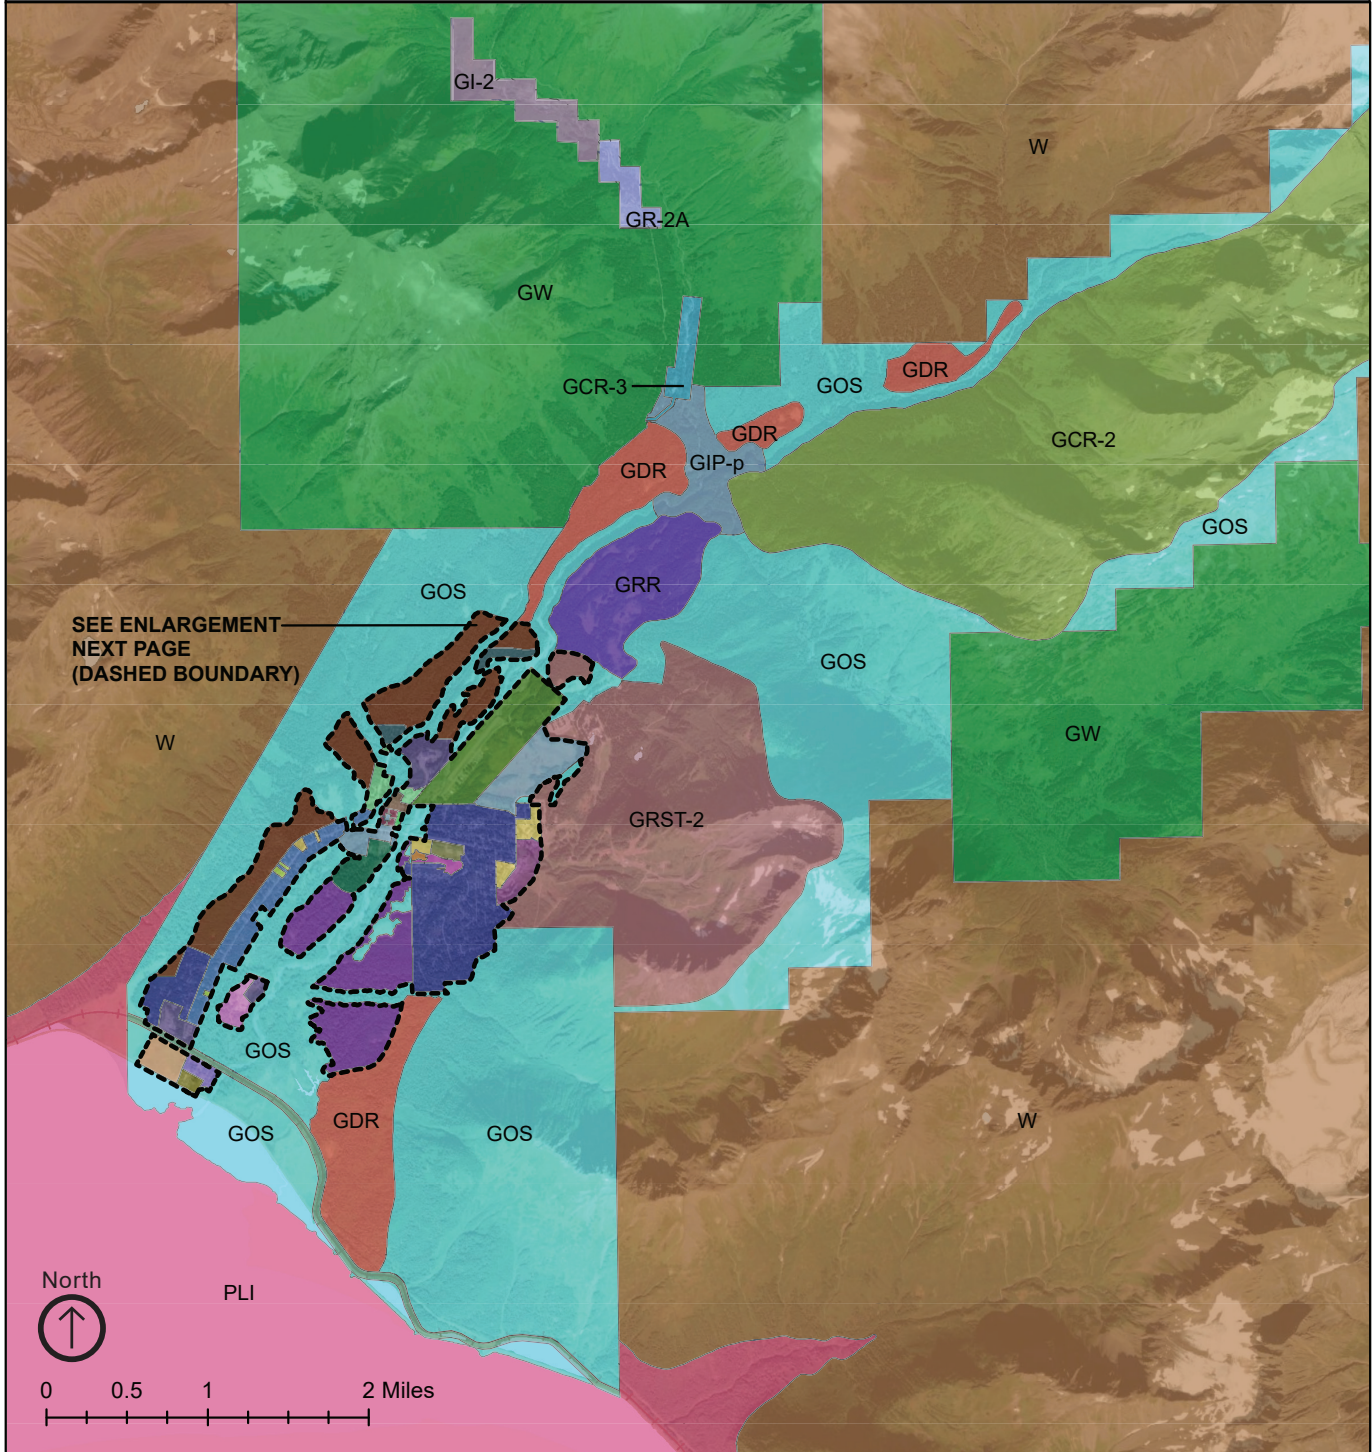 GI-2
W
GR-2A
GW
GDR
GCR-3
GOS
GDR
GCR-2
GIP-p
GDR
GOS
GRR
GOS
SEE ENLARGEMENT
NEXT PAGE
(DASHED BOUNDARY)
GOS
GW
W
GRST-2
GOS
GDR
W
GOS
GOS
North
PLI
0 0.5 1 2 Miles